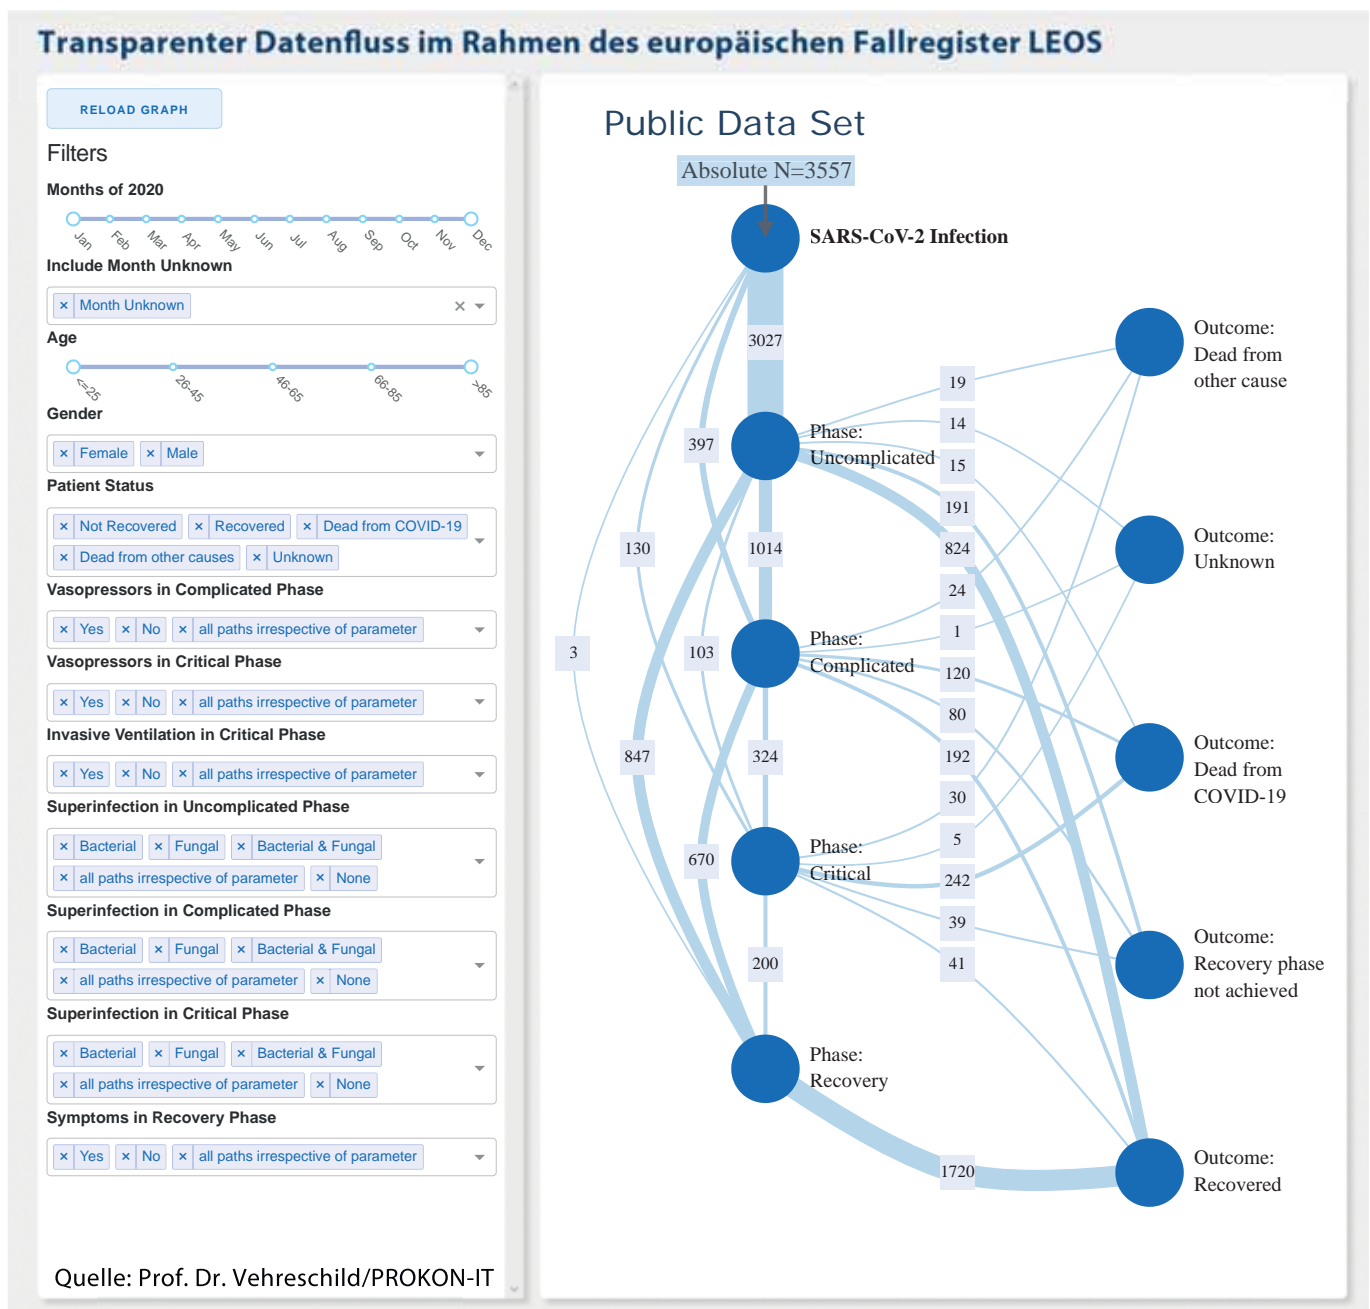 Transparenter Datenfluss im Rahmen des europäischen Fallregister LEOS
RELOAD GRAPH
Filters
Months of 2020
Jan Feb Mar Apr May Jun Jul Aug Sep Oct Nov Dec
Include Month Unknown
× Month Unknown ×
Age
<=25 26-45 46-65 66-85 >85
Gender
× Female × Male
Patient Status
× Not Recovered × Recovered × Dead from COVID-19
× Dead from other causes × Unknown
Vasopressors in Complicated Phase
× Yes × No × all paths irrespective of parameter
Vasopressors in Critical Phase
× Yes × No × all paths irrespective of parameter
Invasive Ventilation in Critical Phase
× Yes × No × all paths irrespective of parameter
Superinfection in Uncomplicated Phase
× Bacterial × Fungal × Bacterial & Fungal
× all paths irrespective of parameter × None
Superinfection in Complicated Phase
× Bacterial × Fungal × Bacterial & Fungal
× all paths irrespective of parameter × None
Superinfection in Critical Phase
× Bacterial × Fungal × Bacterial & Fungal
× all paths irrespective of parameter × None
Symptoms in Recovery Phase
× Yes × No × all paths irrespective of parameter
Quelle: Prof. Dr. Vehreschild/PROKON-IT
Public Data Set
Absolute N=3557
SARS-CoV-2 Infection
3027
397
130
1014
3
103
847
324
670
200
Phase:
Uncomplicated
Phase:
Complicated
Phase:
Critical
Phase:
Recovery
19
14
15
191
824
24
1
120
80
192
30
5
242
39
41
1720
Outcome:
Dead from
other cause
Outcome:
Unknown
Outcome:
Dead from
COVID-19
Outcome:
Recovery phase
not achieved
Outcome:
Recovered